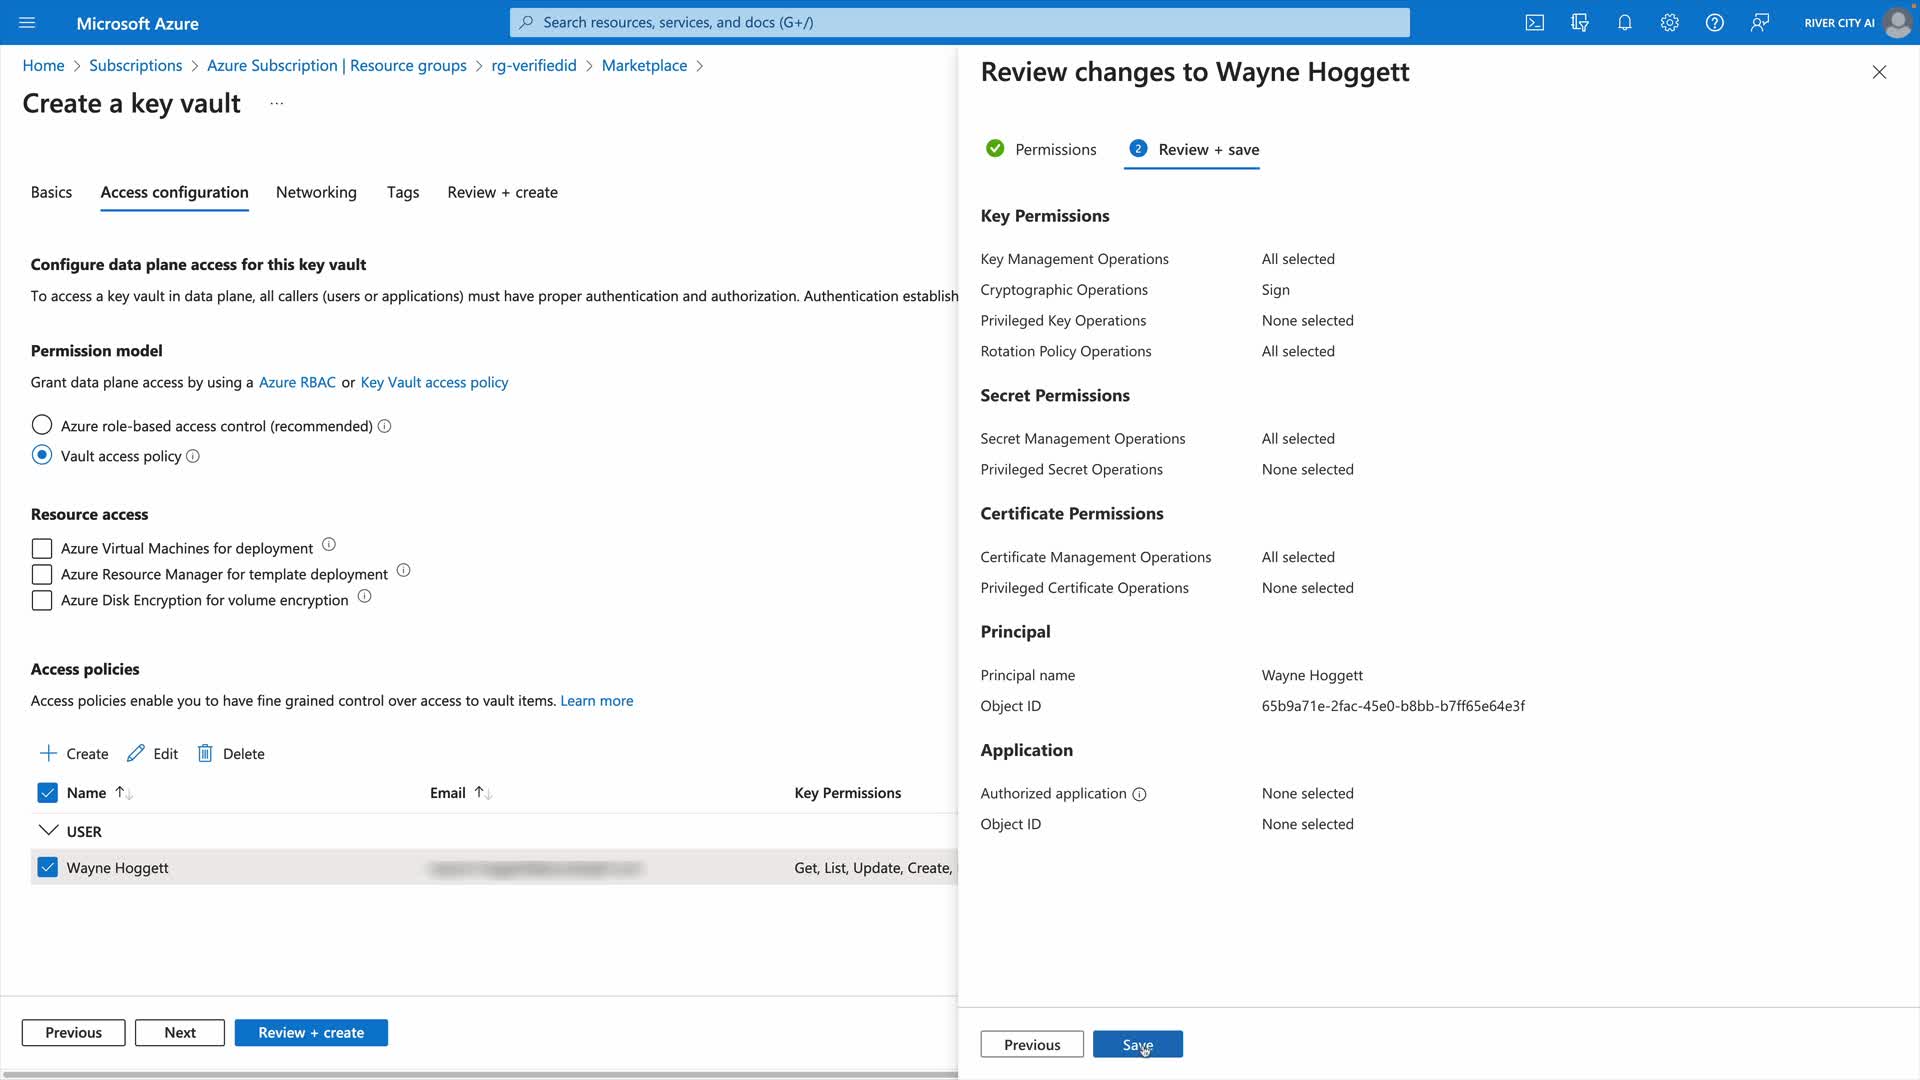 Microsoft Azure
Search resources, services, and docs (G+/)
RIVER CITY AI
Home > Subscriptions > Azure Subscription | Resource groups > rg-verifiedid > Marketplace >
Create a key vault ...
Basics Access configuration Networking Tags Review + create
Configure data plane access for this key vault
To access a key vault in data plane, all callers (users or applications) must have proper authentication and authorization. Authentication establish
Permission model
Grant data plane access by using a Azure RBAC or Key Vault access policy
Azure role-based access control (recommended)
Vault access policy
Resource access
Azure Virtual Machines for deployment
Azure Resource Manager for template deployment
Azure Disk Encryption for volume encryption
Access policies
Access policies enable you to have fine grained control over access to vault items. Learn more
Create Edit Delete
Name Email Key Permissions
USER
Wayne Hoggett Get, List, Update, Create,
Previous Next Review + create
Review changes to Wayne Hoggett
Permissions 2 Review + save
Key Permissions
Key Management Operations All selected
Cryptographic Operations Sign
Privileged Key Operations None selected
Rotation Policy Operations All selected
Secret Permissions
Secret Management Operations All selected
Privileged Secret Operations None selected
Certificate Permissions
Certificate Management Operations All selected
Privileged Certificate Operations None selected
Principal
Principal name Wayne Hoggett
Object ID 65b9a71e-2fac-45e0-b8bb-b7ff65e64e3f
Application
Authorized application None selected
Object ID None selected
Previous Save